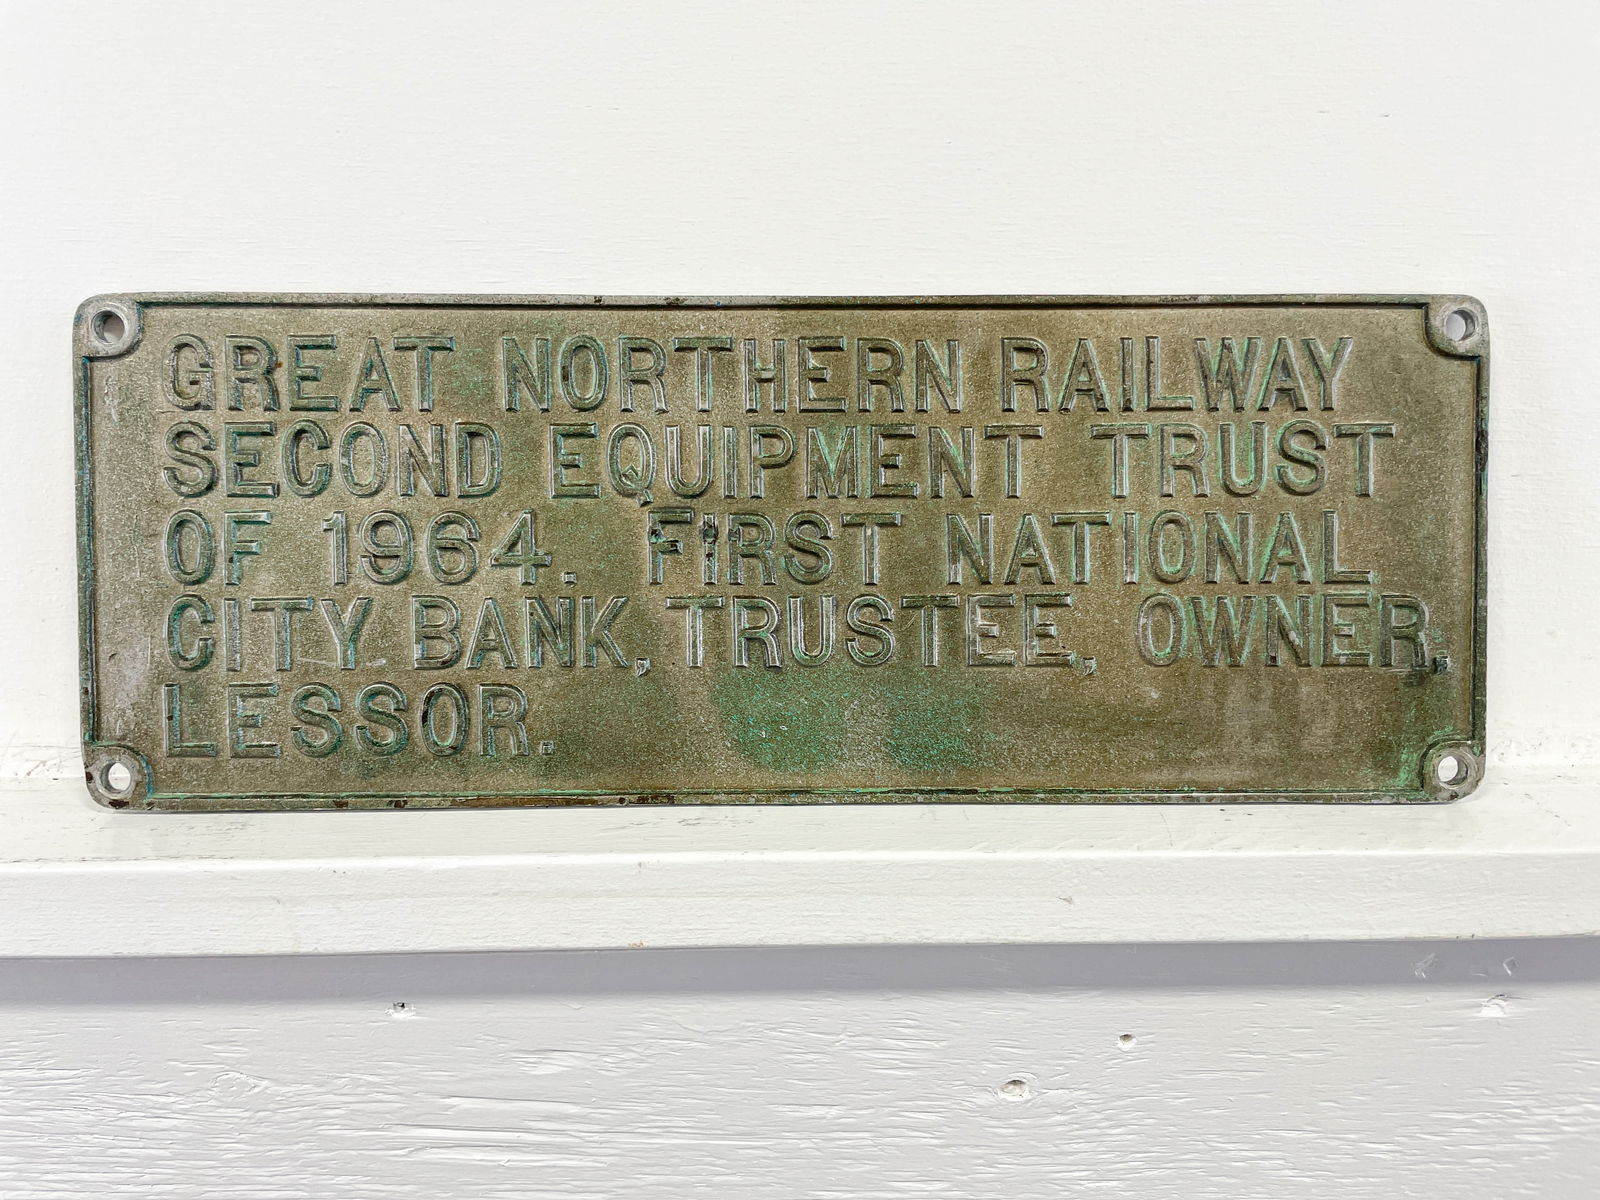 GREAT NORTHERN RAILWAY
SECOND EQUIPMENT TRUST
OF 1964. FIRST NATIONAL
CITY BANK, TRUSTEE, OWNER,
LESSOR.